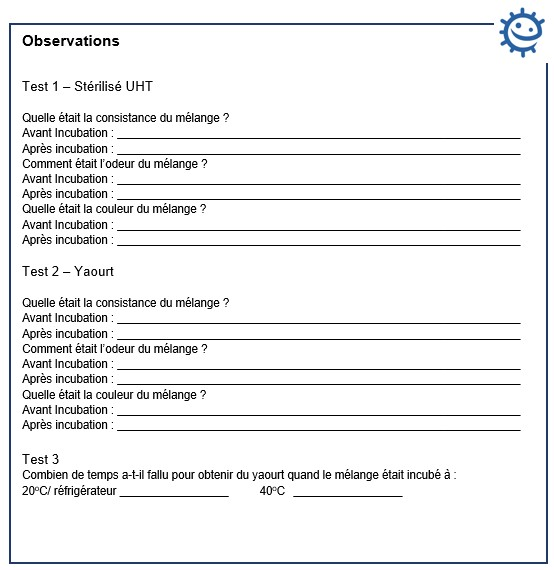 Observations
Test 1 – Stérilisé UHT
Quelle était la consistance du mélange ?
Avant Incubation :
Après incubation :
Comment était l'odeur du mélange ?
Avant Incubation :
Après incubation :
Quelle était la couleur du mélange ?
Avant Incubation :
Après incubation :
Test 2 – Yaourt
Quelle était la consistance du mélange ?
Avant Incubation :
Après incubation :
Comment était l'odeur du mélange ?
Avant Incubation :
Après incubation :
Quelle était la couleur du mélange ?
Avant Incubation :
Après incubation :
Test 3
Combien de temps a-t-il fallu pour obtenir du yaourt quand le mélange était incubé à :
20°C/ réfrigérateur 40°C